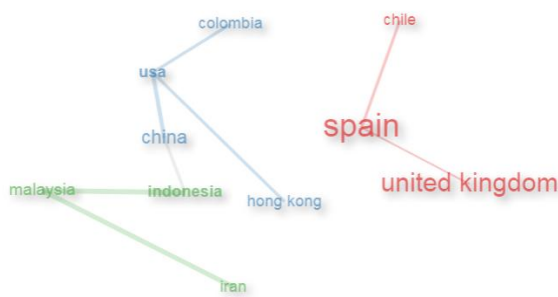 colombia
chile
usa
spain
china
united kingdom
malaysia
indonesia
hong kong
iran